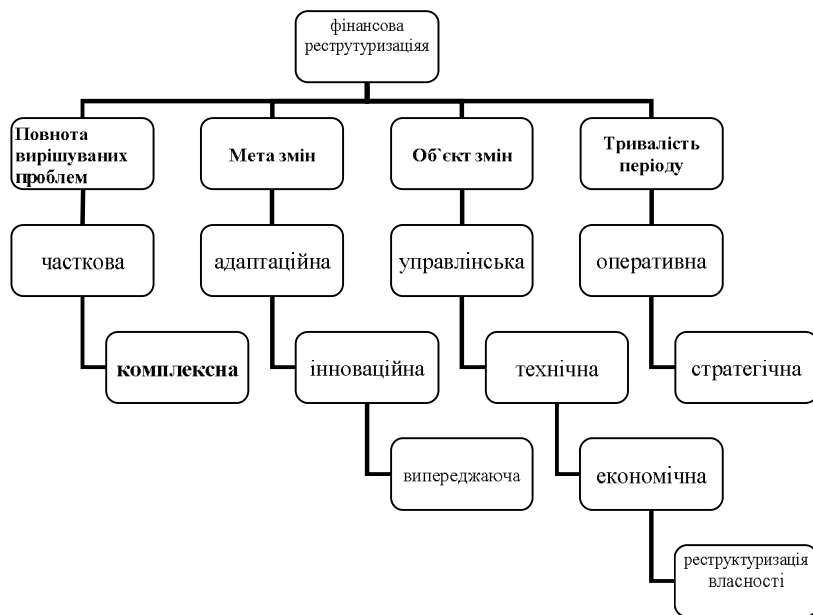 фінансова
реструтуризаціяя
Повнота
вирішуваних
проблем
Мета змін
Об`єкт змін
Тривалість
періоду
часткова
адаптаційна
управлінська
оперативна
комплексна
інноваційна
технічна
стратегічна
випереджаюча
економічна
реструктуризація
власності